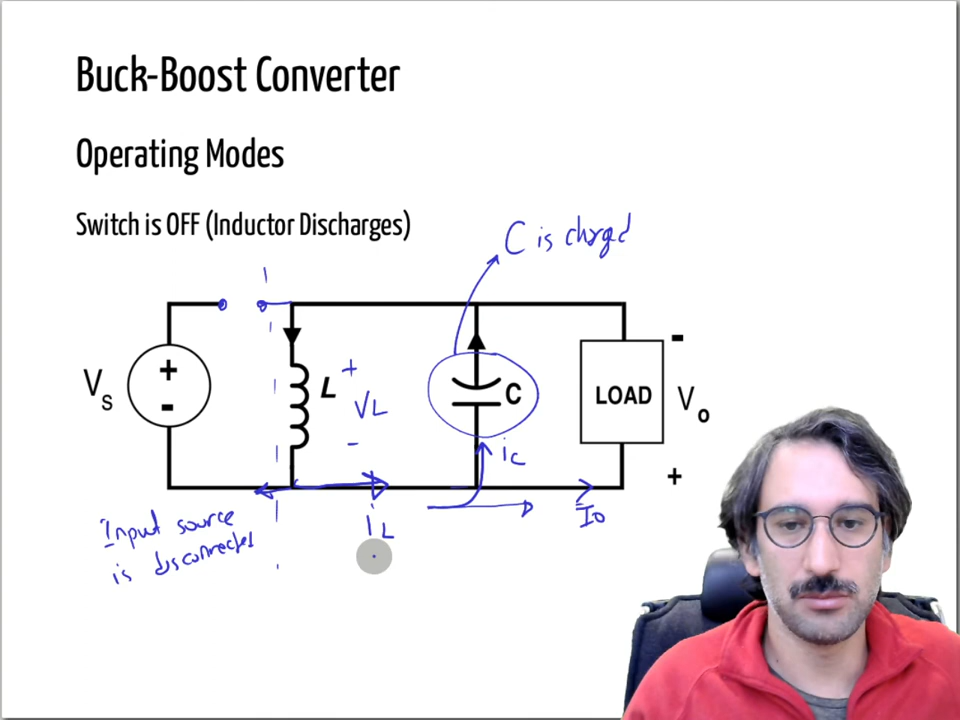 Buck-Boost Converter
Operating Modes
Switch is OFF (Inductor Discharges)
C is charged
+
-
Vs
L
+
VL
-
C
LOAD
-
Vo
+
ic
iL
Io
Input source
is disconnected